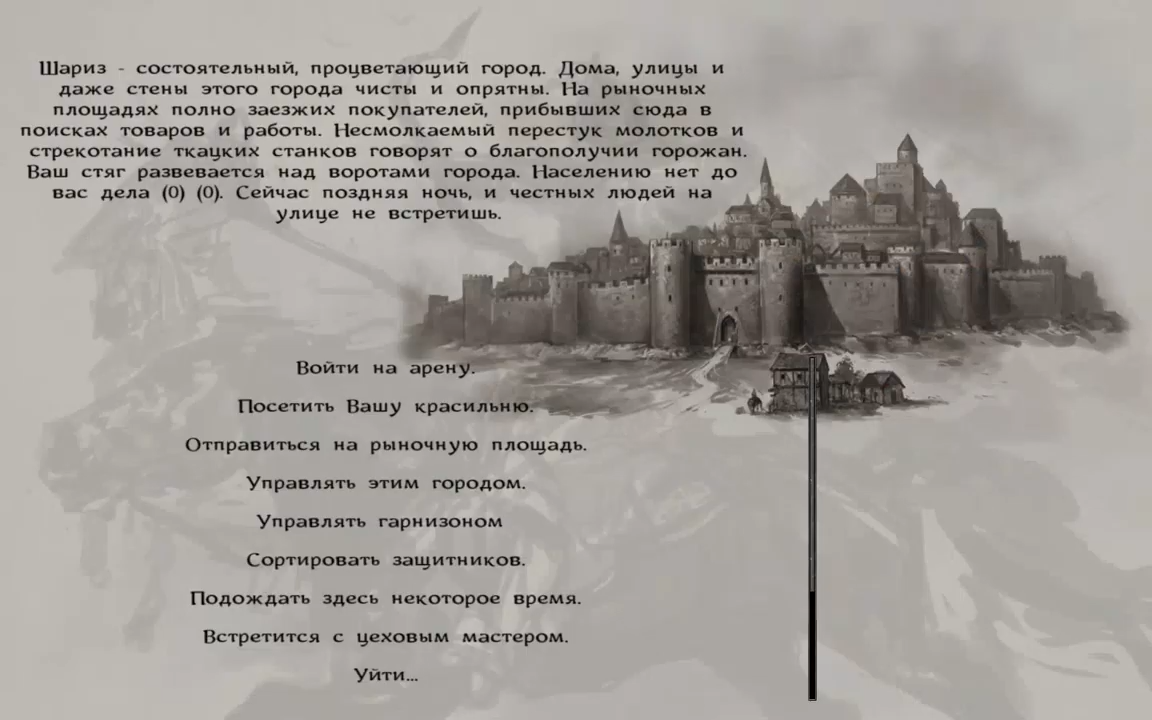 Шариз - состоятельный, процветающий город. Дома, улицы и
даже стены этого города чисты и опрятны. На рыночных
площадях полно заезжих покупателей, прибывших сюда в
поисках товаров и работы. Несмолкаемый перестук молотков и
стрекотание ткацких станков говорят о благополучии горожан.
Ваш стяг развевается над воротами города. Населению нет до
вас дела (0) (0). Сейчас поздняя ночь, и честных людей на
улице не встретишь.
Войти на арену.
Посетить Вашу красильню.
Отправиться на рыночную площадь.
Управлять этим городом.
Управлять гарнизоном
Сортировать защитников.
Подождать здесь некоторое время.
Встретится с цеховым мастером.
Уйти...